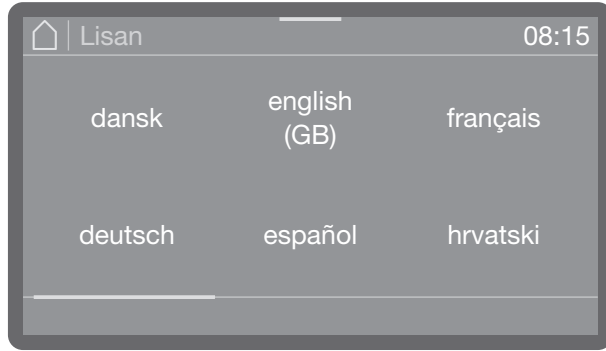 Lisan 08:15
dansk english (GB) français
deutsch español hrvatski